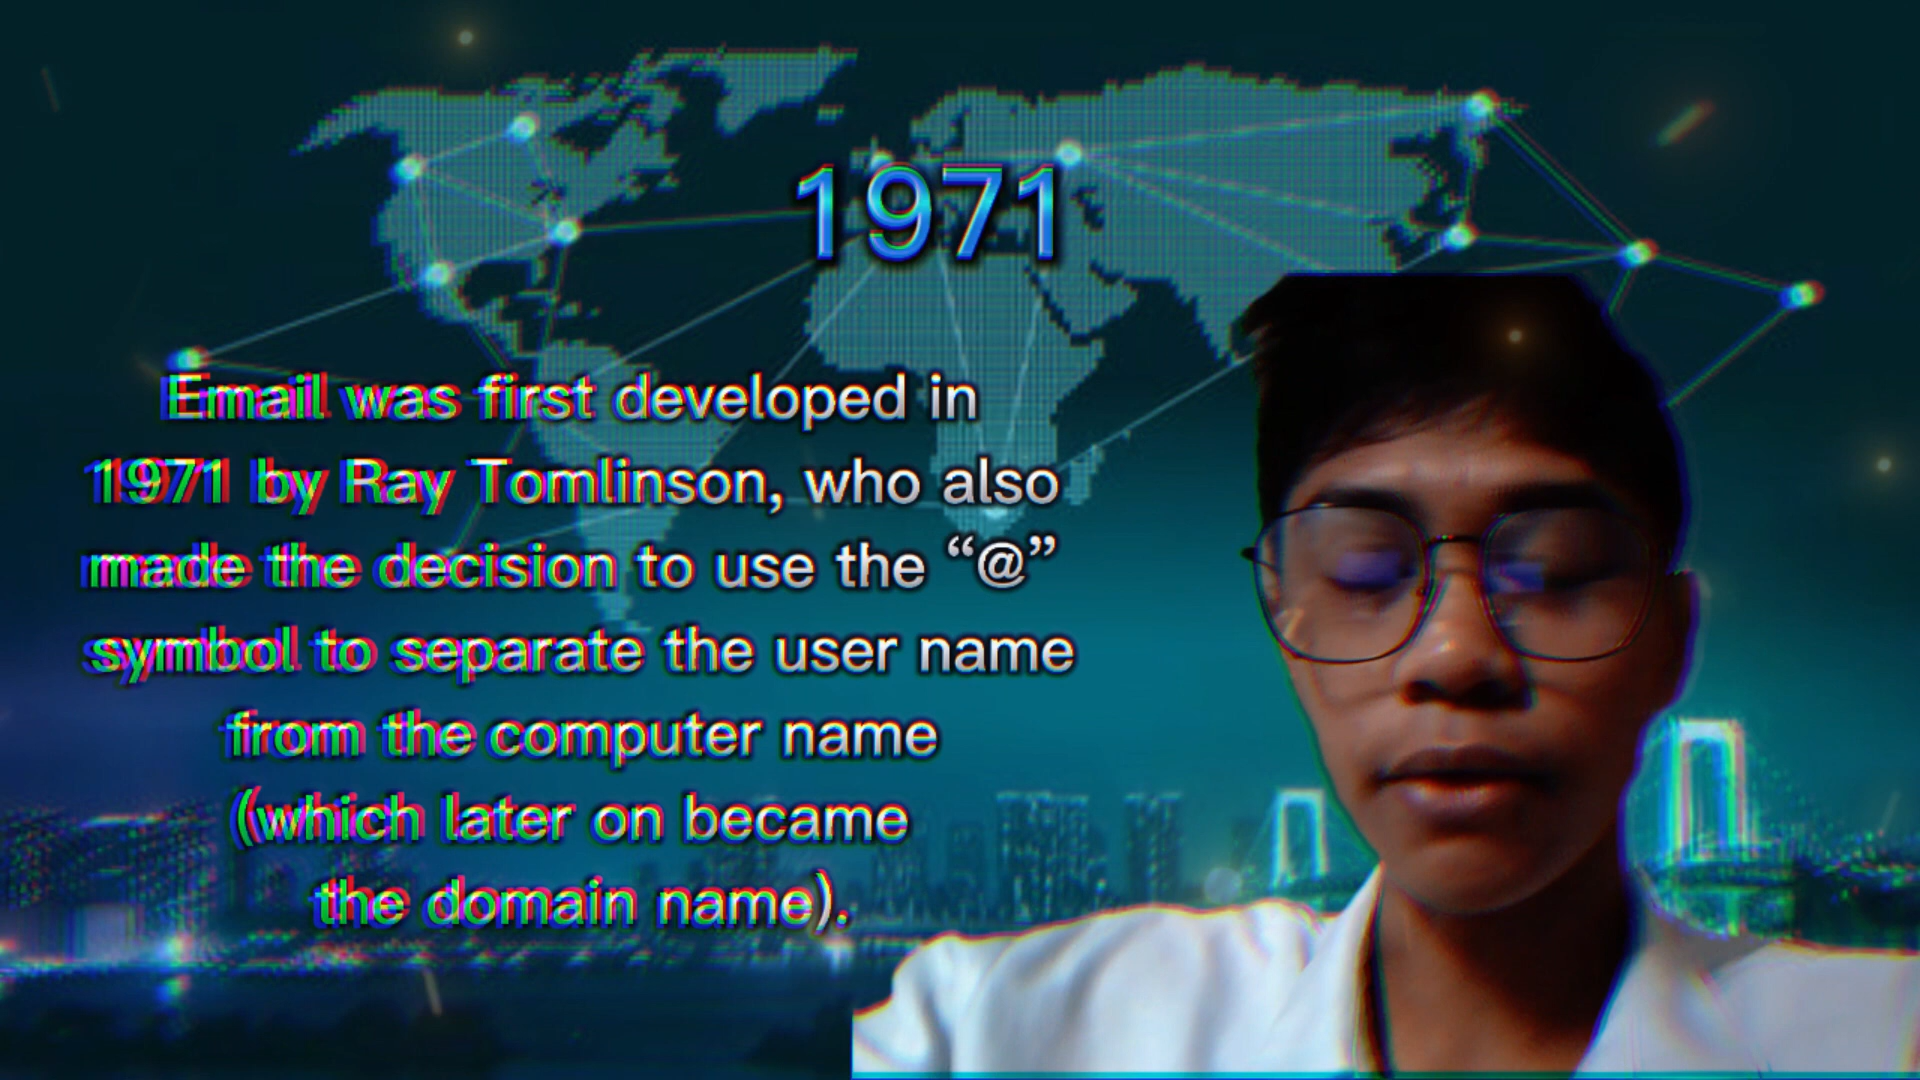 1971
Email was first developed in
1971 by Ray Tomlinson, who also
made the decision to use the “@”
symbol to separate the user name
from the computer name
(which later on became
the domain name).